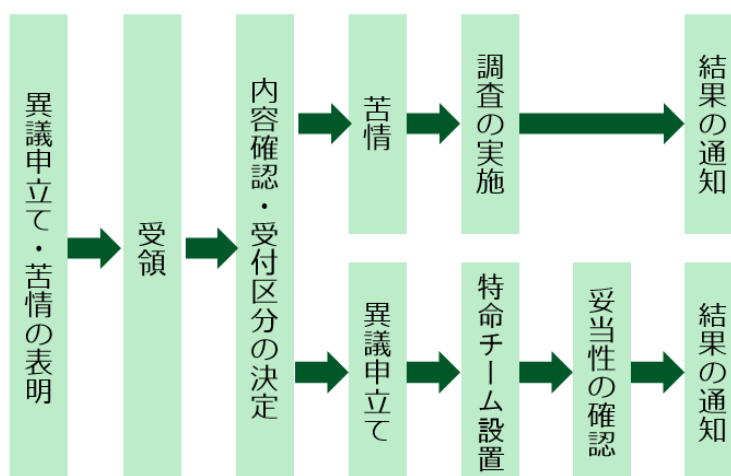 異議申立て・苦情の表明
受領
内容確認・受付区分の決定
苦情
調査の実施
結果の通知
異議申立て
特命チーム設置
妥当性の確認
結果の通知